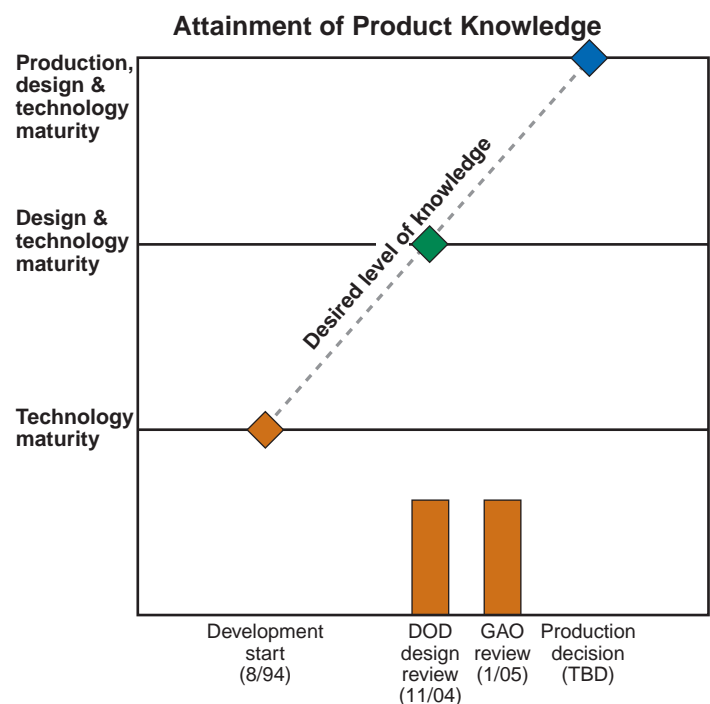 Attainment of Product Knowledge
Production,
design &
technology
maturity
Design &
technology
maturity
Desired level of knowledge
Technology
maturity
Development
start
(8/94)
DOD
design
review
(11/04)
GAO
review
(1/05)
Production
decision
(TBD)